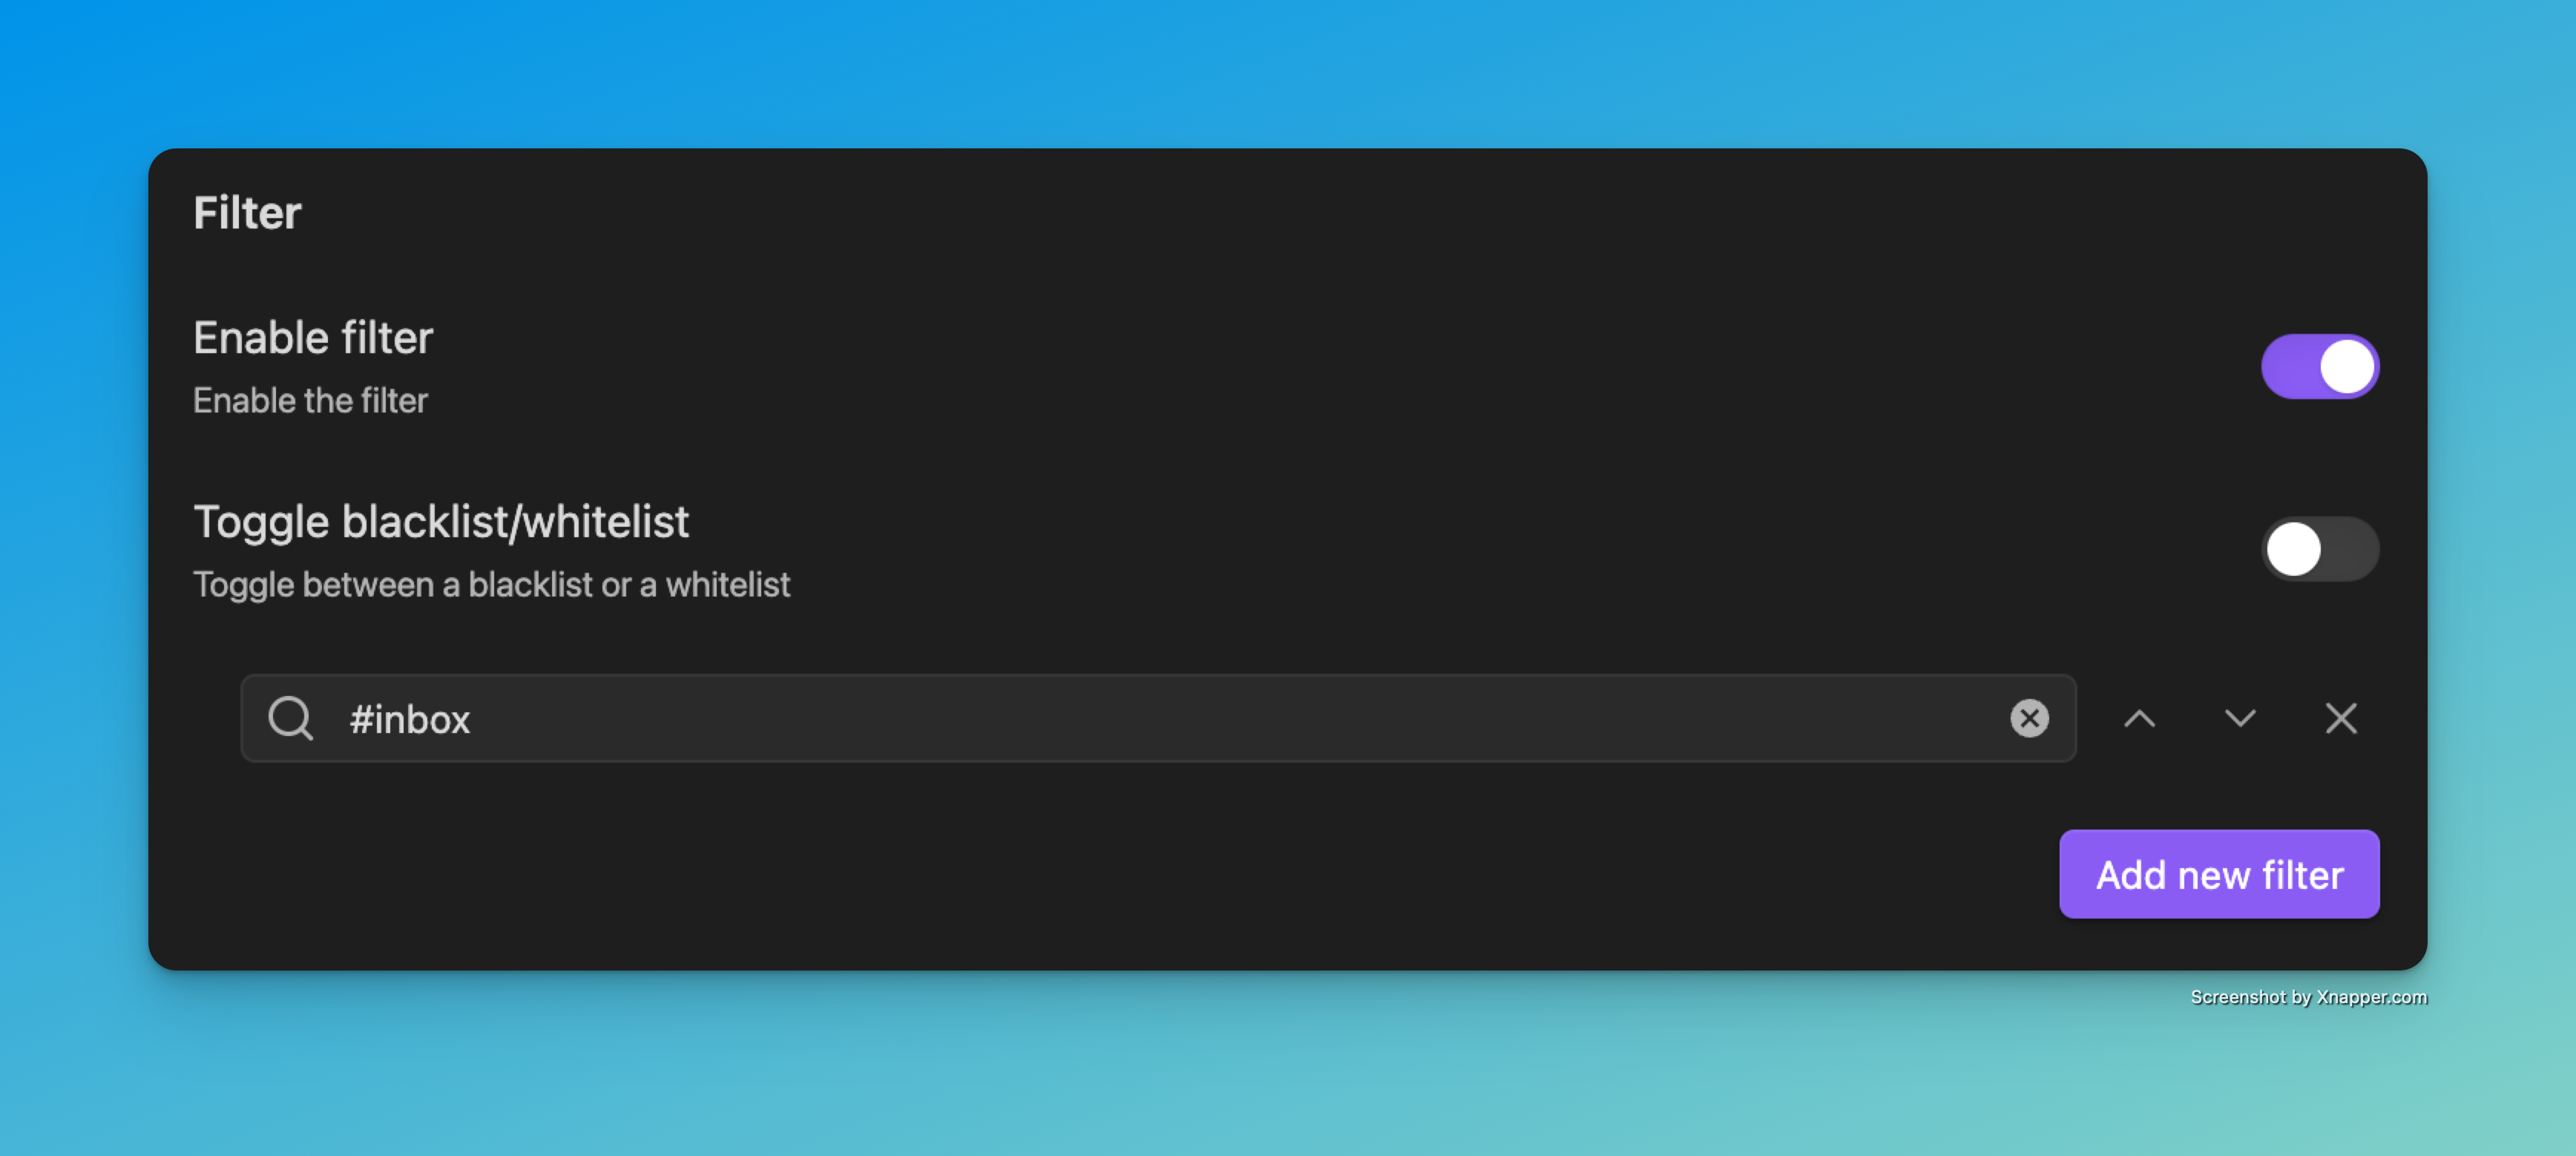 Filter
Enable filter
Enable the filter
Toggle blacklist/whitelist
Toggle between a blacklist or a whitelist
#inbox
Add new filter
Screenshot by Xnapper.com